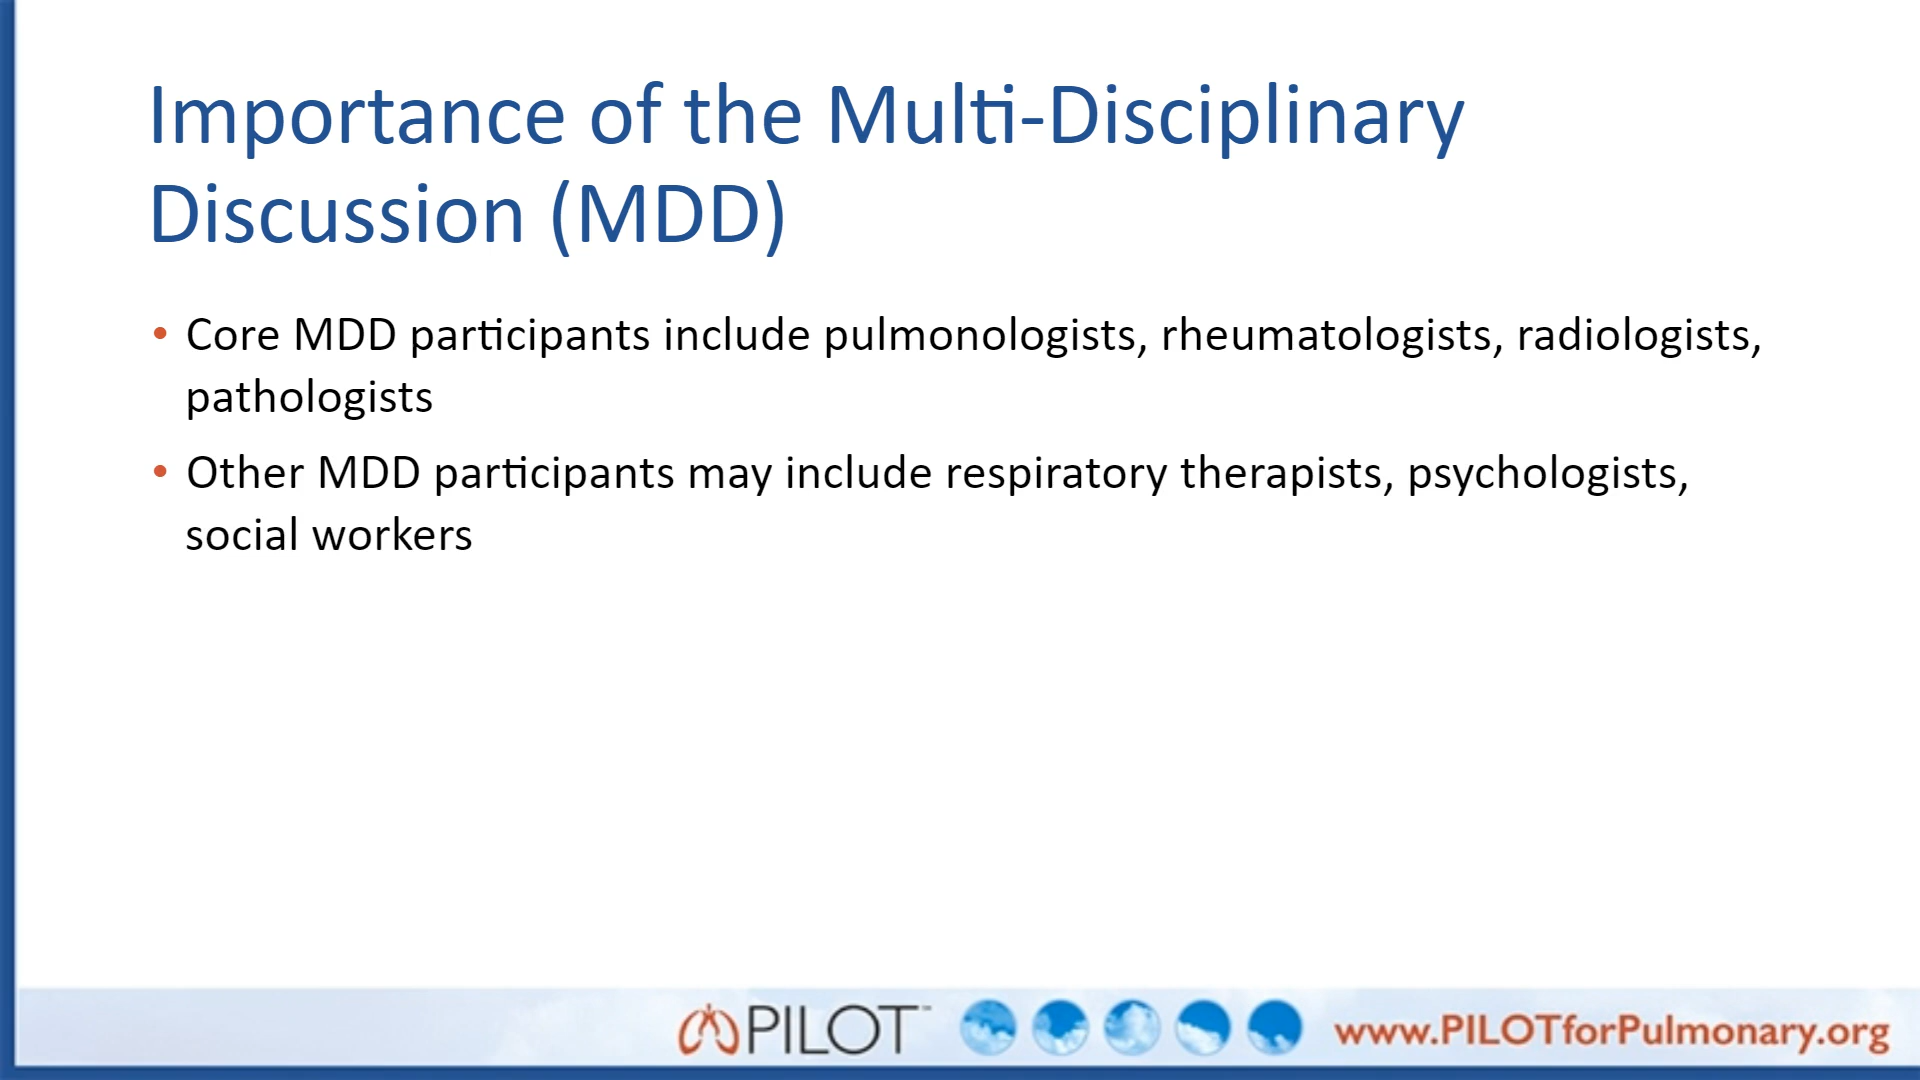 Importance of the Multi-Disciplinary
Discussion (MDD)
• Core MDD participants include pulmonologists, rheumatologists, radiologists,
pathologists
• Other MDD participants may include respiratory therapists, psychologists,
social workers
PILOT™
www.PILOTforPulmonary.org